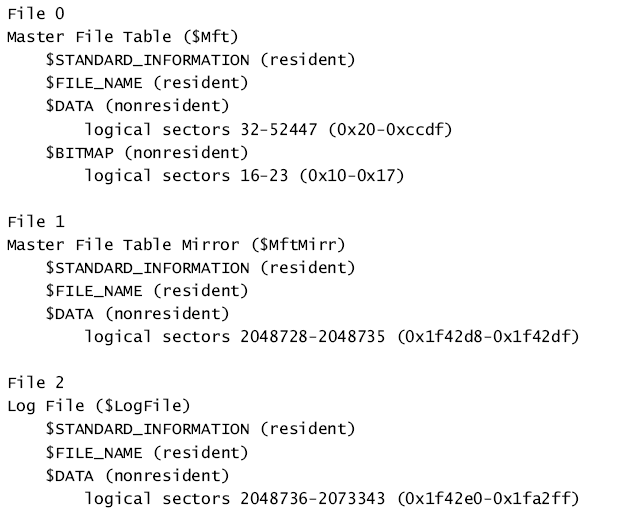 File 0
Master File Table ($Mft)
$STANDARD_INFORMATION (resident)
$FILE_NAME (resident)
$DATA (nonresident)
logical sectors 32-52447 (0x20-0xccdf)
$BITMAP (nonresident)
logical sectors 16-23 (0x10-0x17)
File 1
Master File Table Mirror ($MftMirr)
$STANDARD_INFORMATION (resident)
$FILE_NAME (resident)
$DATA (nonresident)
logical sectors 2048728-2048735 (0x1f42d8-0x1f42df)
File 2
Log File ($LogFile)
$STANDARD_INFORMATION (resident)
$FILE_NAME (resident)
$DATA (nonresident)
logical sectors 2048736-2073343 (0x1f42e0-0x1fa2ff)